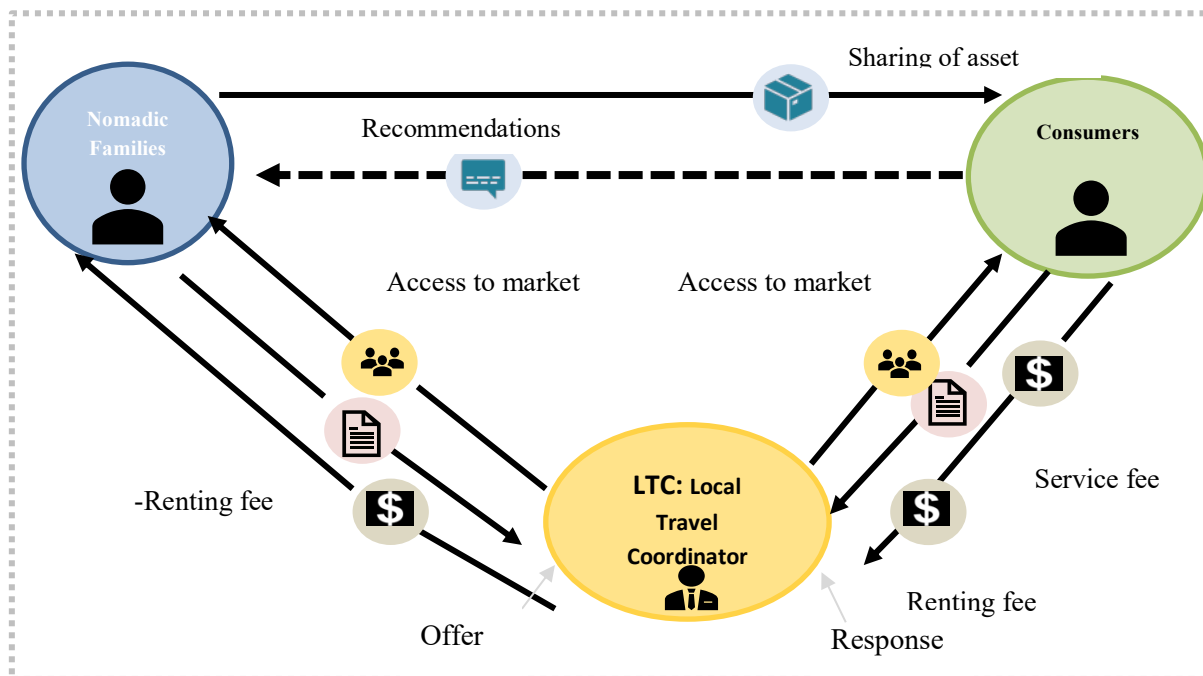 Sharing of asset
Nomadic
Families
Recommendations
Consumers
Access to market
Access to market
$
LTC: Local
Travel
Coordinator
-Renting fee
$
$
Service fee
$
Renting fee
Offer
Response